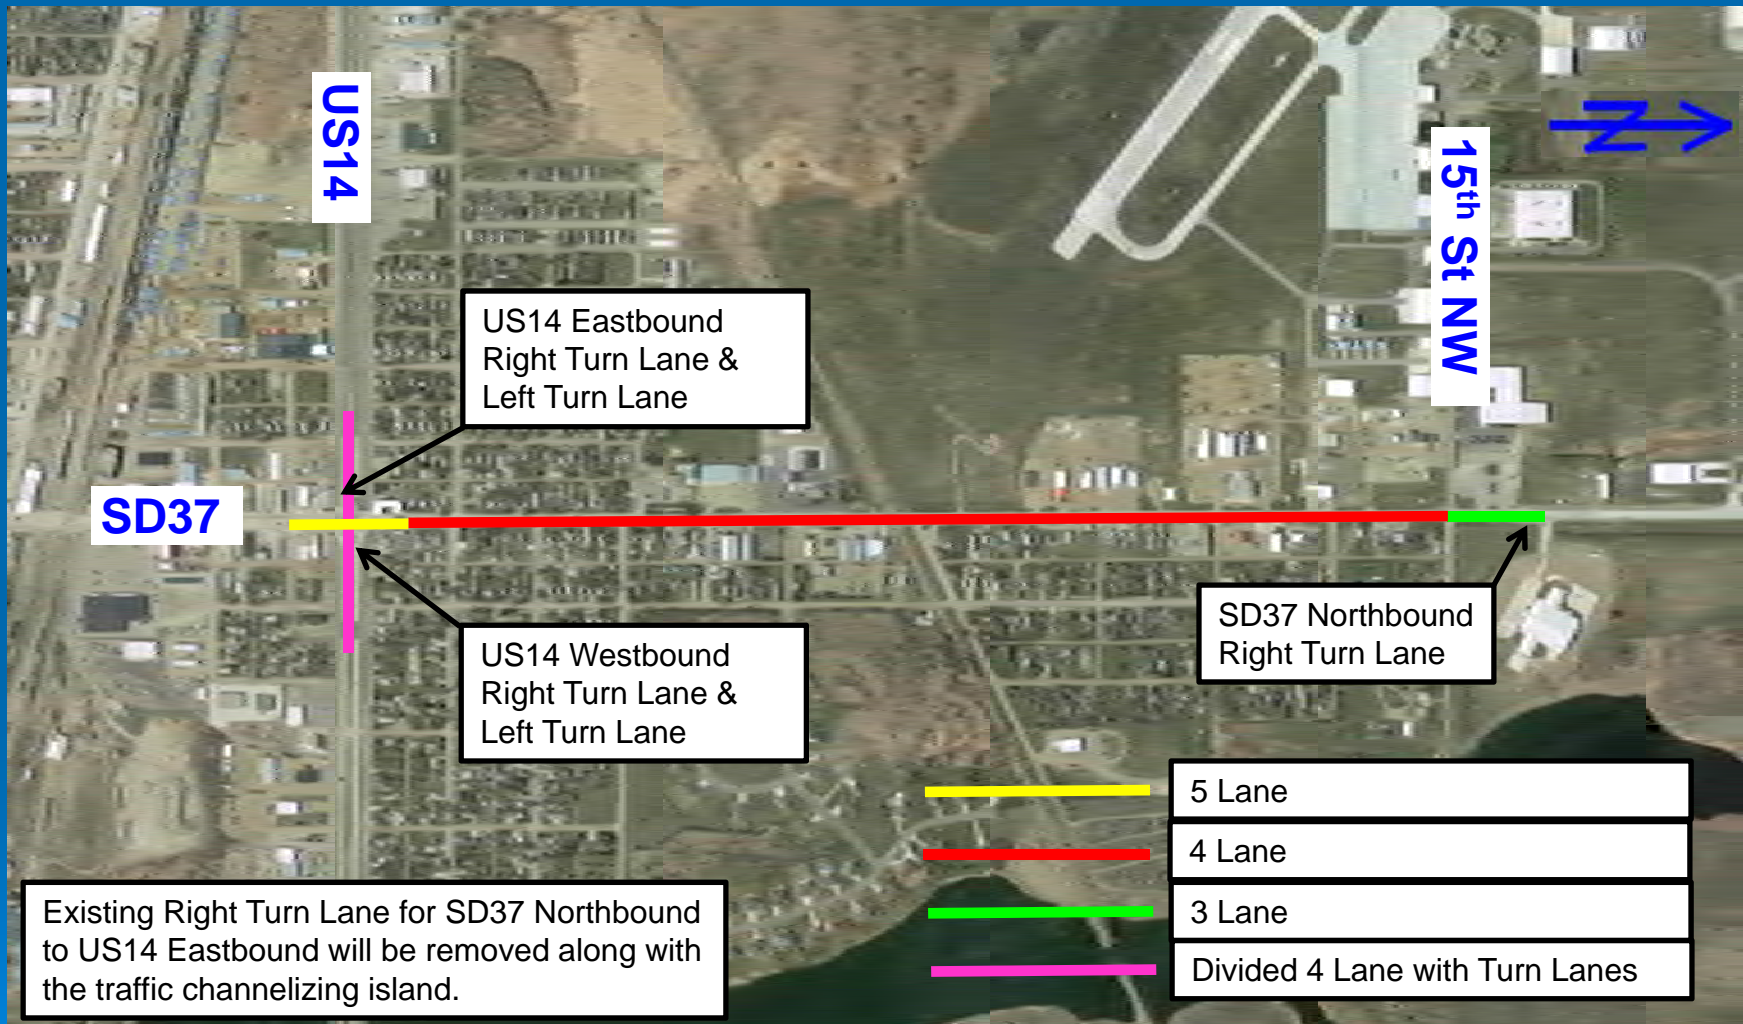 US14
15th St NW
N
US14 Eastbound
Right Turn Lane &
Left Turn Lane
SD37
SD37 Northbound
Right Turn Lane
US14 Westbound
Right Turn Lane &
Left Turn Lane
5 Lane
4 Lane
3 Lane
Divided 4 Lane with Turn Lanes
Existing Right Turn Lane for SD37 Northbound
to US14 Eastbound will be removed along with
the traffic channelizing island.